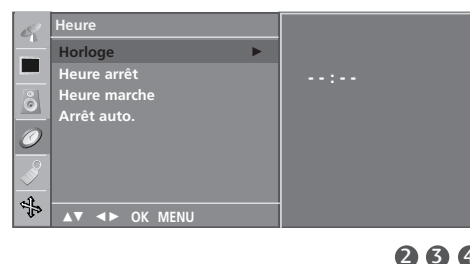 Heure
Horloge ►
--:--
Heure arrêt
Heure marche
Arrêt auto.
▲▼ ◄► OK MENU
2 3 4